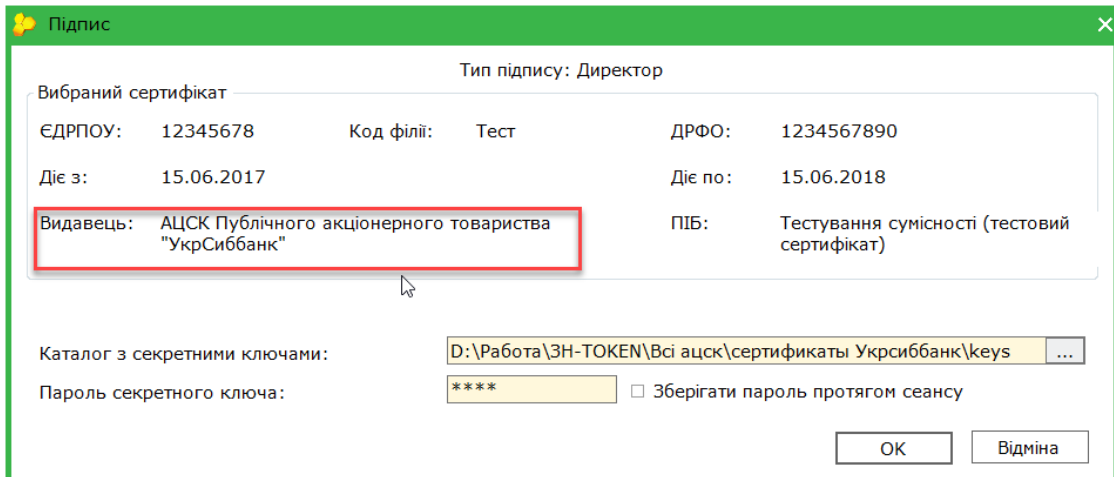 Підпис
Тип підпису: Директор
Вибраний сертифікат
ЄДРПОУ: 12345678 Код філії: Тест ДРФО: 1234567890
Діє з: 15.06.2017 Діє по: 15.06.2018
Видавець: АЦСК Публічного акціонерного товариства "УкрСиббанк" ПІБ: Тестування сумісності (тестовий сертифікат)
Каталог з секретними ключами: D:\Работа\ЗН-TOKEN\Всі ацск\сертификаты Укрсиббанк\keys ...
Пароль секретного ключа: **** Зберігати пароль протягом сеансу
OK Відміна